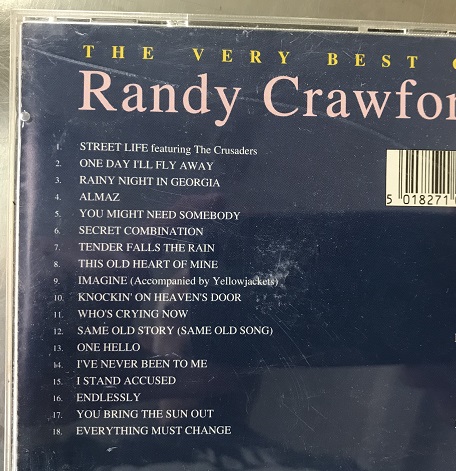 THE VERY BEST
Randy Crawfor
1. STREET LIFE featuring The Crusaders
2. ONE DAY I'LL FLY AWAY
3. RAINY NIGHT IN GEORGIA
4. ALMAZ
5. YOU MIGHT NEED SOMEBODY
6. SECRET COMBINATION
7. TENDER FALLS THE RAIN
8. THIS OLD HEART OF MINE
9. IMAGINE (Accompanied by Yellowjackets)
10. KNOCKIN' ON HEAVEN'S DOOR
11. WHO'S CRYING NOW
12. SAME OLD STORY (SAME OLD SONG)
13. ONE HELLO
14. I'VE NEVER BEEN TO ME
15. I STAND ACCUSED
16. ENDLESSLY
17. YOU BRING THE SUN OUT
18. EVERYTHING MUST CHANGE
5 018271